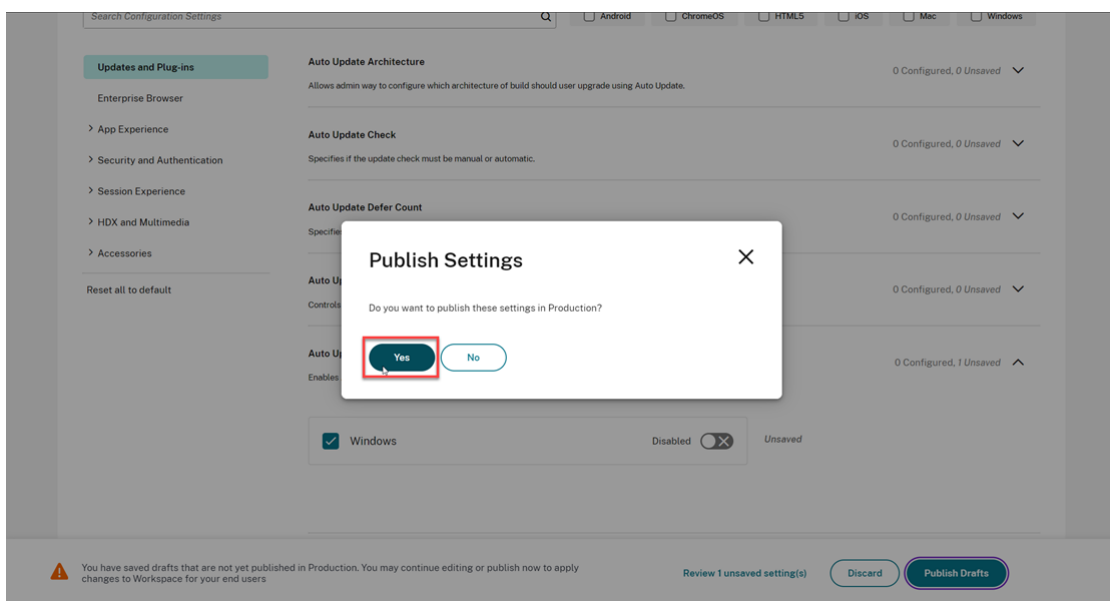 Search Configuration Settings
Android
ChromeOS
HTML5
iOS
Mac
Windows
Updates and Plug-ins
Enterprise Browser
App Experience
Security and Authentication
Session Experience
HDX and Multimedia
Accessories
Reset all to default
Auto Update Architecture
0 Configured, 0 Unsaved
Allows admin way to configure which architecture of build should user upgrade using Auto Update.
Auto Update Check
0 Configured, 0 Unsaved
Specifies if the update check must be manual or automatic.
Auto Update Defer Count
0 Configured, 0 Unsaved
Auto
0 Configured, 0 Unsaved
Controls
Auto
0 Configured, 1 Unsaved
Enables
Publish Settings
Do you want to publish these settings in Production?
Yes
No
Windows
Disabled
Unsaved
You have saved drafts that are not yet published in Production. You may continue editing or publish now to apply
changes to Workspace for your end users
Review 1 unsaved setting(s)
Discard
Publish Drafts